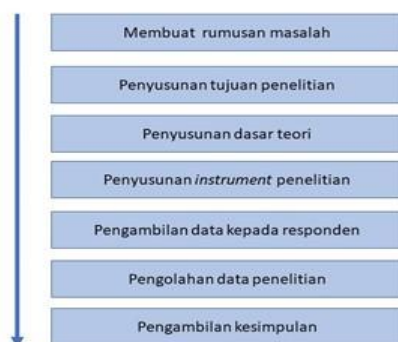 Membuat rumusan masalah
Penyusunan tujuan penelitian
Penyusunan dasar teori
Penyusunan instrument penelitian
Pengambilan data kepada responden
Pengolahan data penelitian
Pengambilan kesimpulan